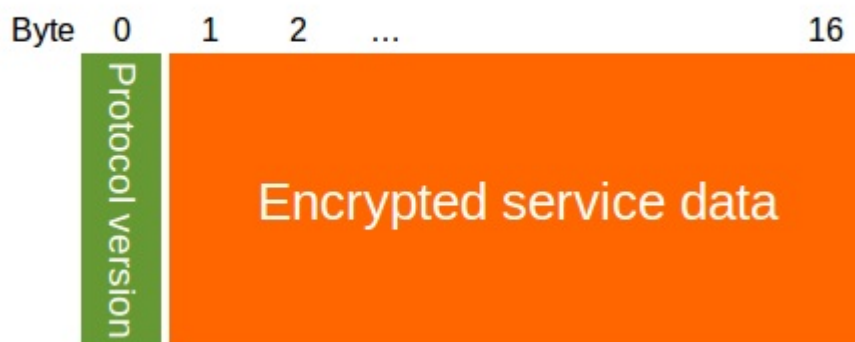 Byte 0 1 2 ... 16
Protocol version
Encrypted service data